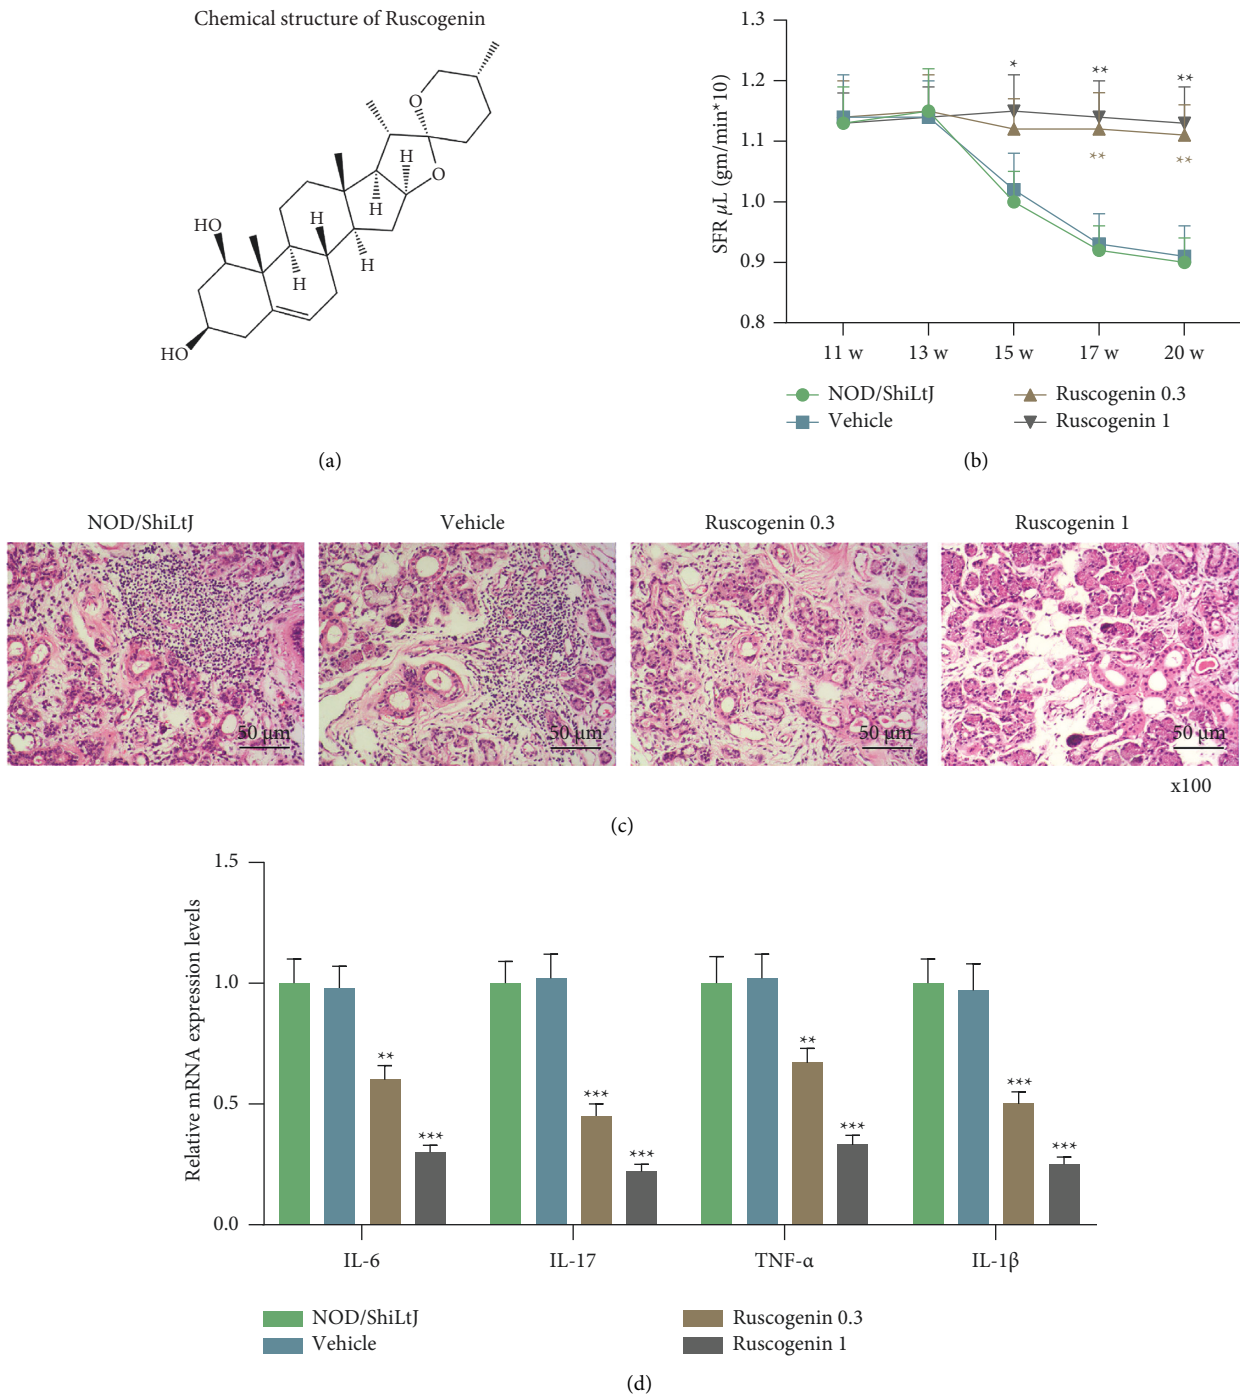 Chemical structure of Ruscogenin
O
O
H
H
H
H
H
HO
HO
(a)
SFR μL (gm/min*10)
1.3
1.2
1.1
1.0
0.9
0.8
*
**
**
**
**
11 w
13 w
15 w
17 w
20 w
NOD/ShiLtJ
Ruscogenin 0.3
Vehicle
Ruscogenin 1
(b)
NOD/ShiLtJ
Vehicle
Ruscogenin 0.3
Ruscogenin 1
50 μm
50 μm
50 μm
50 μm
x100
(c)
Relative mRNA expression levels
1.5
1.0
0.5
0.0
**
***
***
***
**
***
***
***
IL-6
IL-17
TNF-α
IL-1β
NOD/ShiLtJ
Ruscogenin 0.3
Vehicle
Ruscogenin 1
(d)